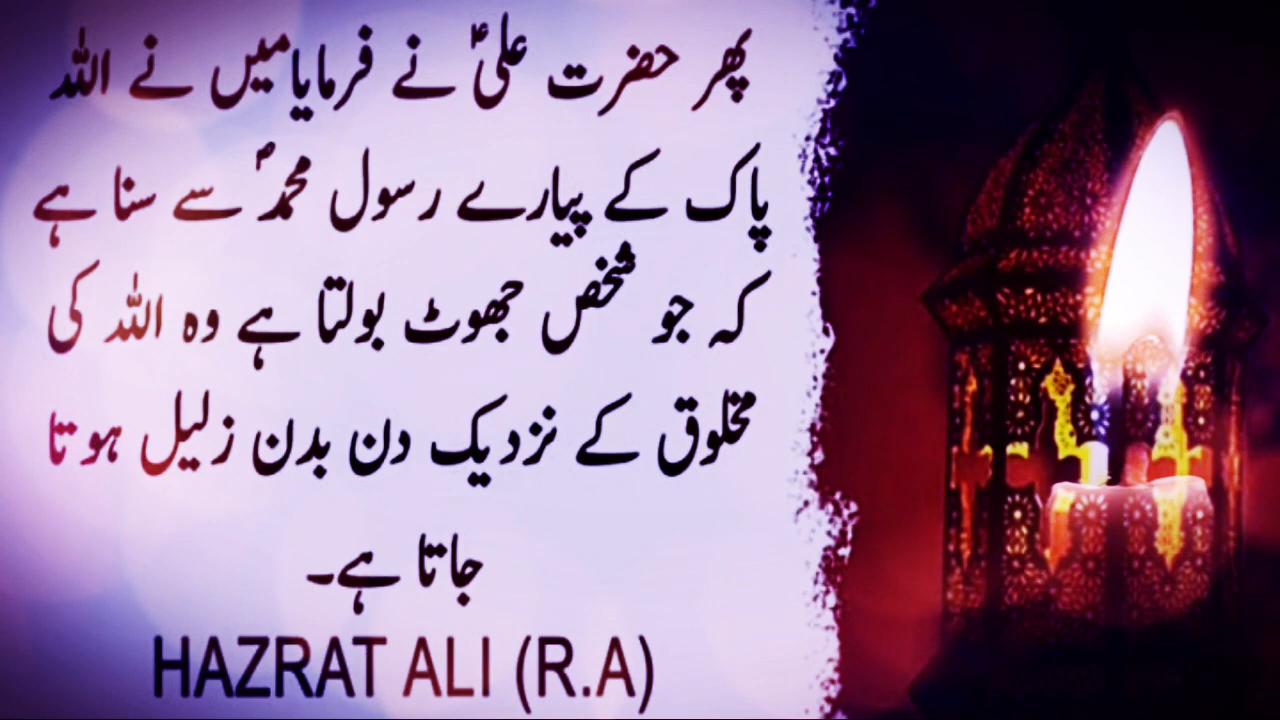 پھر حضرت علیؑ نے فرمایا میں نے اللہ
پاک کے پیارے رسول محمدؐ سے سنا ہے
کہ جو شخص جھوٹ بولتا ہے وہ اللہ کی
مخلوق کے نزدیک دن بدن زلیل ہوتا
جاتا ہے۔
HAZRAT ALI (R.A)